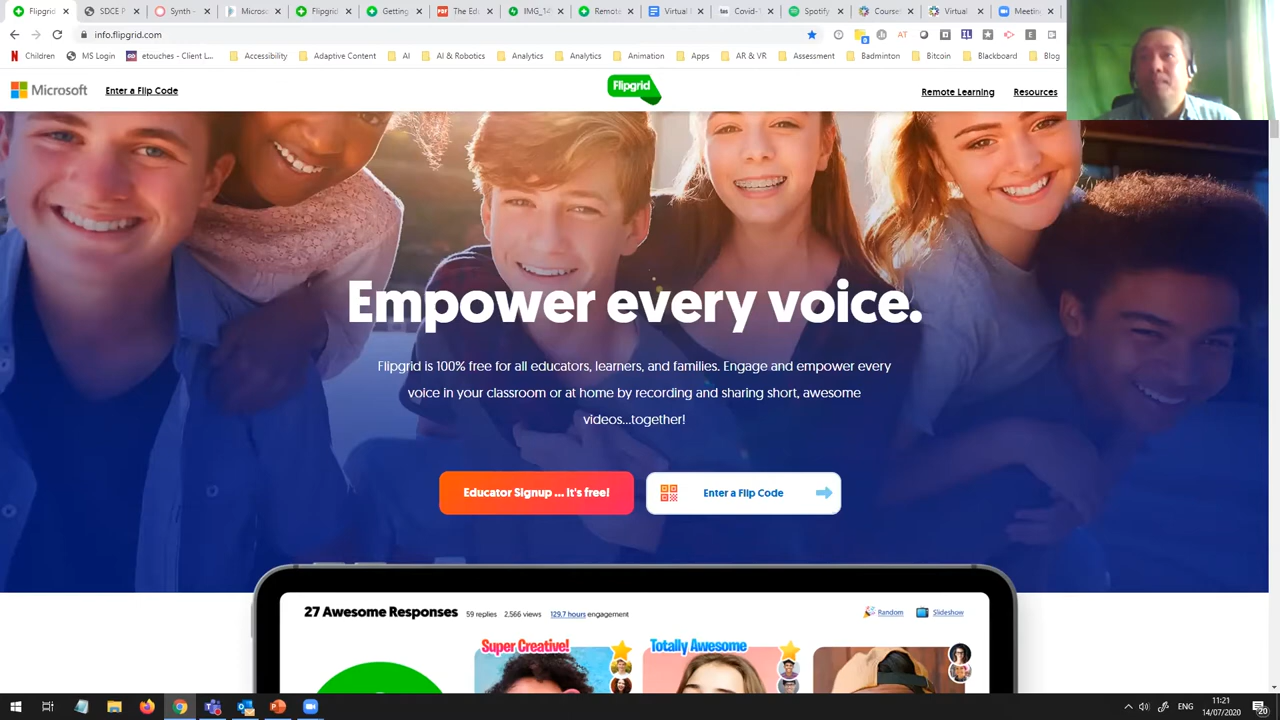 Flipgrid
SDCE P
Synth -
Microso
Flipgric
Getting
PDF
The Ed
IMG_14
Remote
Virtual I
tes
Covid-1
Spotify
Course
Virtual
Meetin
info.flipgrid.com
Children
MS Login
etouches - Client L...
Accessibility
Adaptive Content
AI
AI & Robotics
Analytics
Analytics
Animation
Apps
AR & VR
Assessment
Badminton
Bitcoin
Blackboard
Blog
Microsoft
Enter a Flip Code
Flipgrid
Remote Learning
Resources
Empower every voice.
Flipgrid is 100% free for all educators, learners, and families. Engage and empower every
voice in your classroom or at home by recording and sharing short, awesome
videos...together!
Educator Signup ... It's free!
Enter a Flip Code
27 Awesome Responses
59 replies
2,566 views
129.7 hours engagement
Random
Slideshow
Super Creative!
Totally Awesome
ENG
11:21
14/07/2020
20